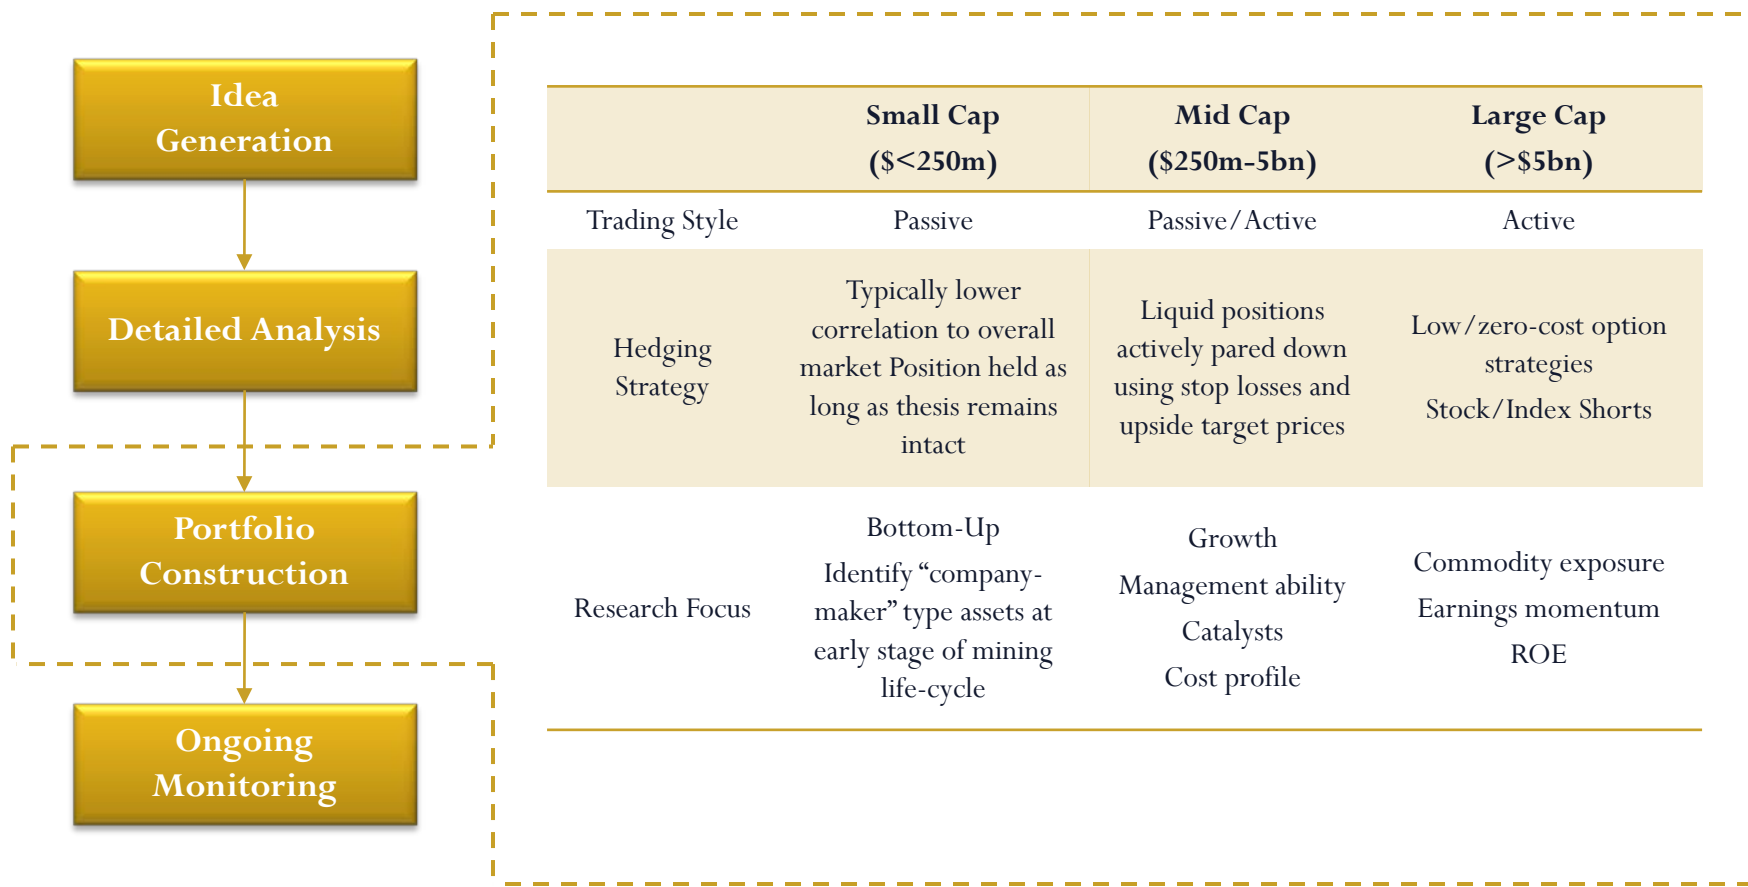 Idea
Generation
Detailed Analysis
Portfolio
Construction
Ongoing
Monitoring
Small Cap
($<250m)
Mid Cap
($250m-5bn)
Large Cap
(>$5bn)
Trading Style
Passive
Passive/Active
Active
Hedging
Strategy
Typically lower
correlation to overall
market Position held as
long as thesis remains
intact
Liquid positions
actively pared down
using stop losses and
upside target prices
Low/zero-cost option
strategies
Stock/Index Shorts
Research Focus
Bottom-Up
Identify “company-
maker” type assets at
early stage of mining
life-cycle
Growth
Management ability
Catalysts
Cost profile
Commodity exposure
Earnings momentum
ROE